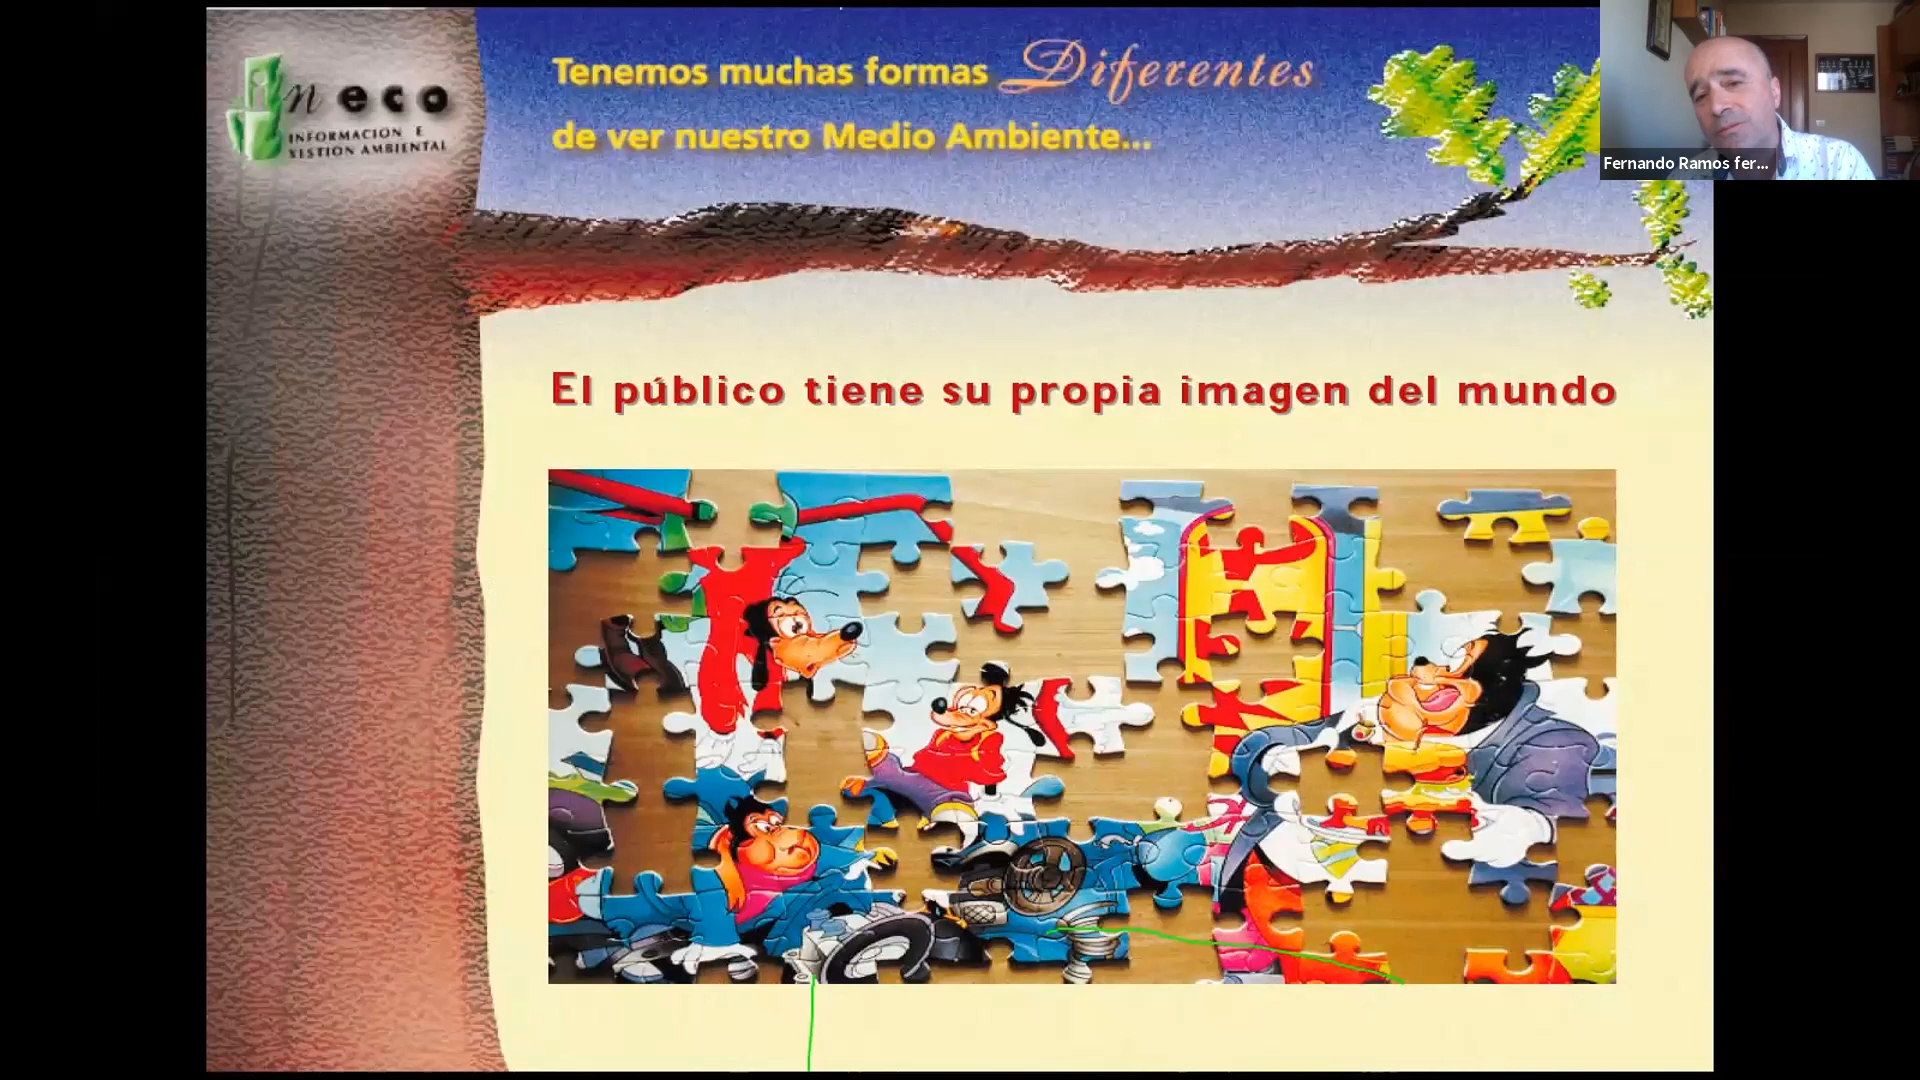 in eco
INFORMACION E
XESTION AMBIENTAL
Tenemos muchas formas Diferentes
de ver nuestro Medio Ambiente...
Fernando Ramos fer...
El público tiene su propia imagen del mundo